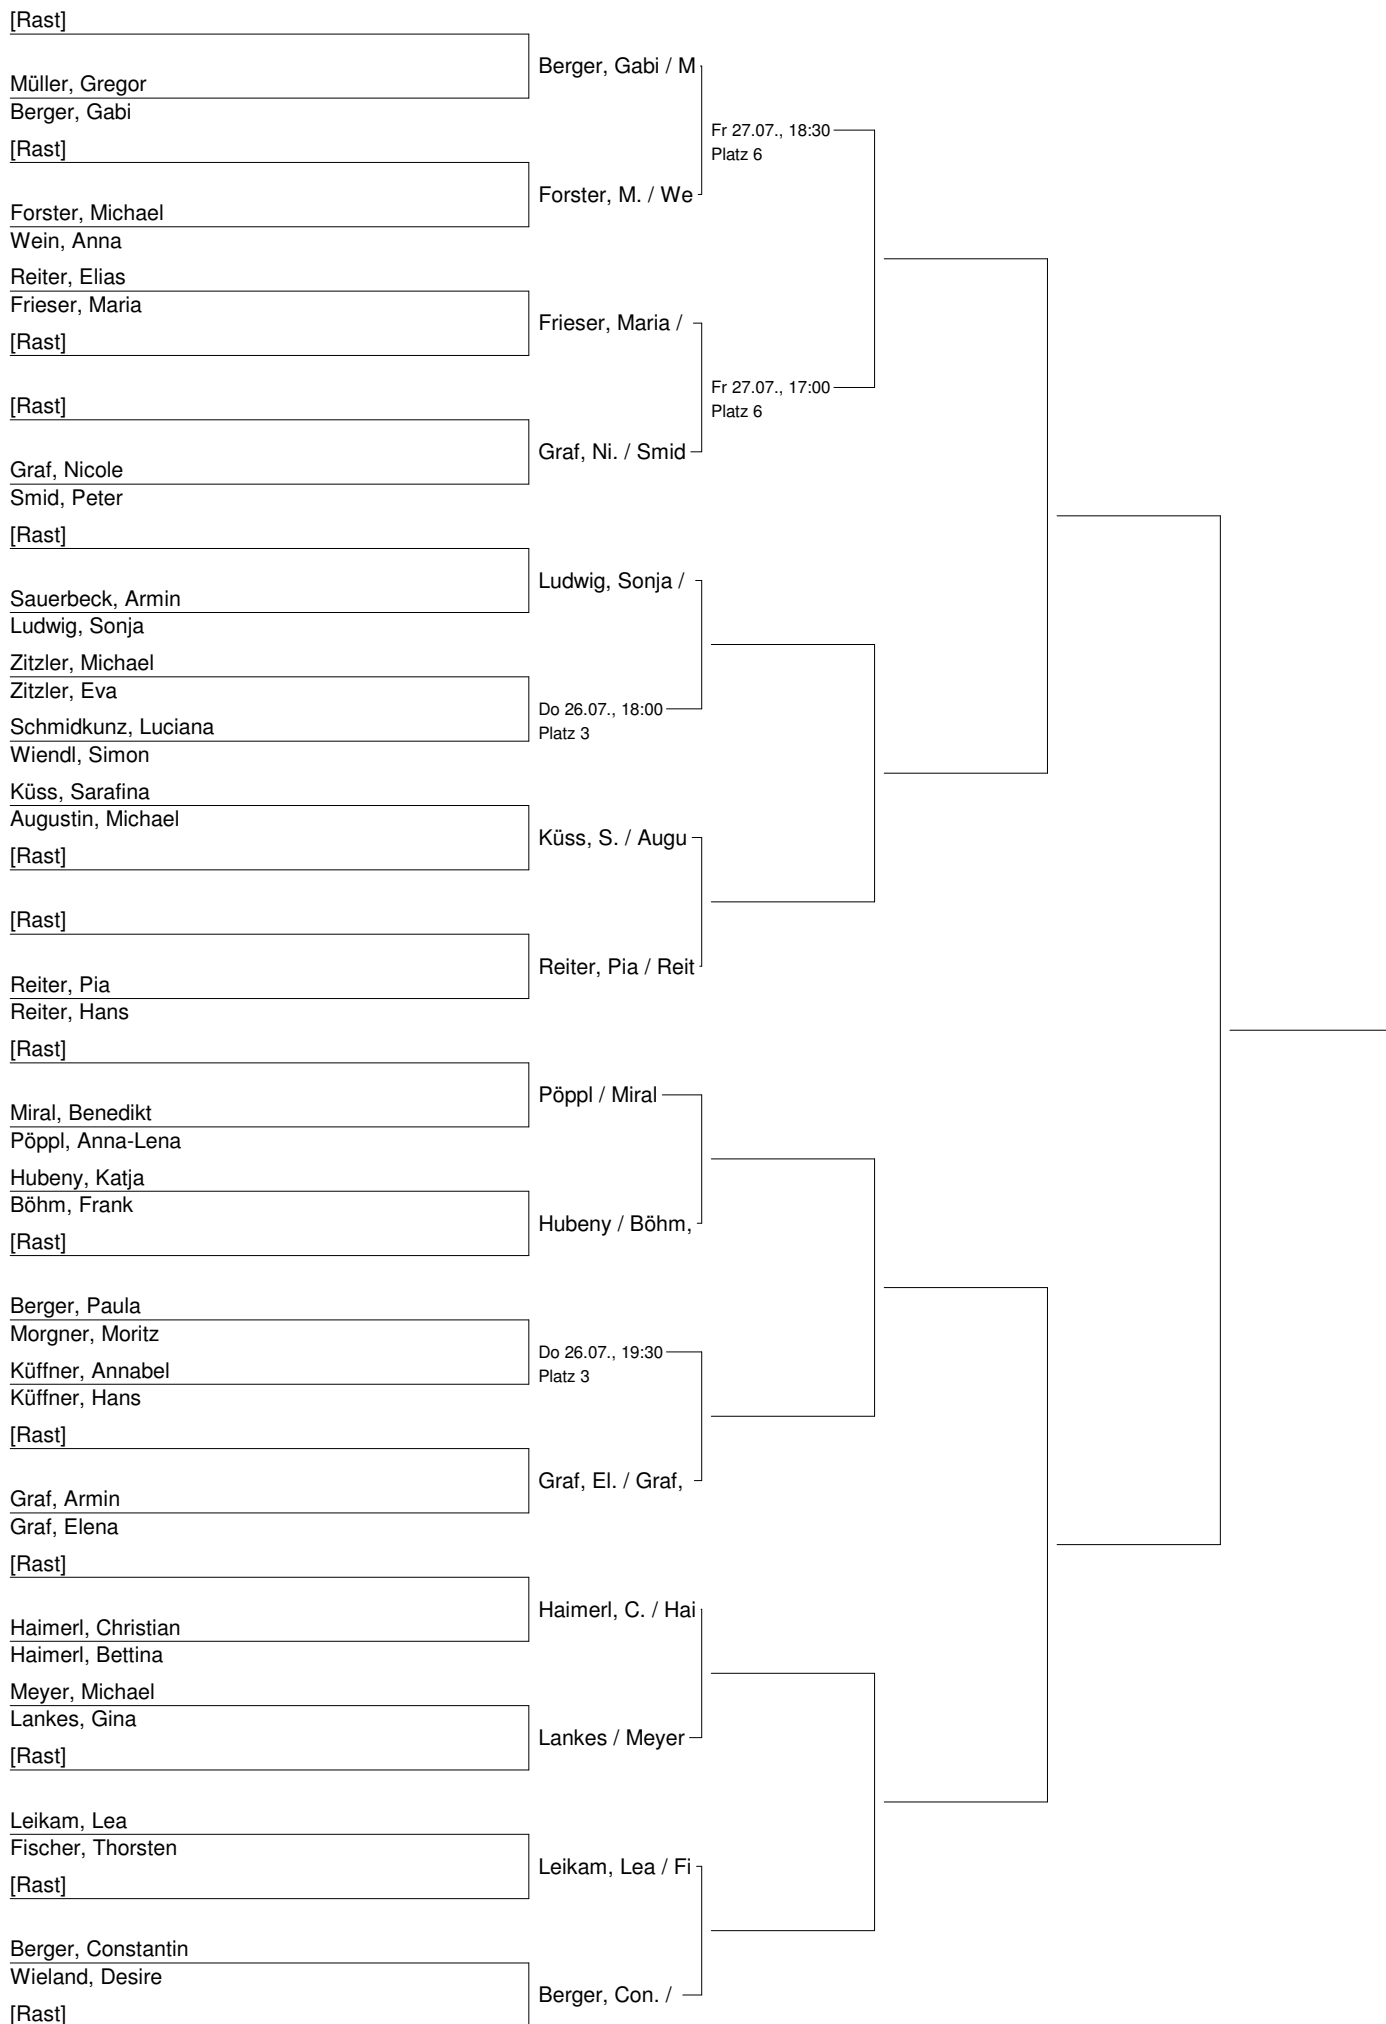 [Rast]
Müller, Gregor
Berger, Gabi
[Rast]
Forster, Michael
Wein, Anna
Reiter, Elias
Frieser, Maria
[Rast]
[Rast]
Graf, Nicole
Smid, Peter
[Rast]
Sauerbeck, Armin
Ludwig, Sonja
Zitzler, Michael
Zitzler, Eva
Schmidkunz, Luciana
Wiendl, Simon
Küss, Sarafina
Augustin, Michael
[Rast]
[Rast]
Reiter, Pia
Reiter, Hans
[Rast]
Miral, Benedikt
Pöppl, Anna-Lena
Hubeny, Katja
Böhm, Frank
[Rast]
Berger, Paula
Morgner, Moritz
Küffner, Annabel
Küffner, Hans
[Rast]
Graf, Armin
Graf, Elena
[Rast]
Haimerl, Christian
Haimerl, Bettina
Meyer, Michael
Lankes, Gina
[Rast]
Leikam, Lea
Fischer, Thorsten
[Rast]
Berger, Constantin
Wieland, Desire
[Rast]
Berger, Gabi / M
Forster, M. / We
Frieser, Maria /
Graf, Ni. / Smid
Ludwig, Sonja /
Do 26.07., 18:00
Platz 3
Küss, S. / Augu
Reiter, Pia / Reit
Pöppl / Miral
Hubeny / Böhm,
Do 26.07., 19:30
Platz 3
Graf, El. / Graf,
Haimerl, C. / Hai
Lankes / Meyer
Leikam, Lea / Fi
Berger, Con. /
Fr 27.07., 18:30
Platz 6
Fr 27.07., 17:00
Platz 6